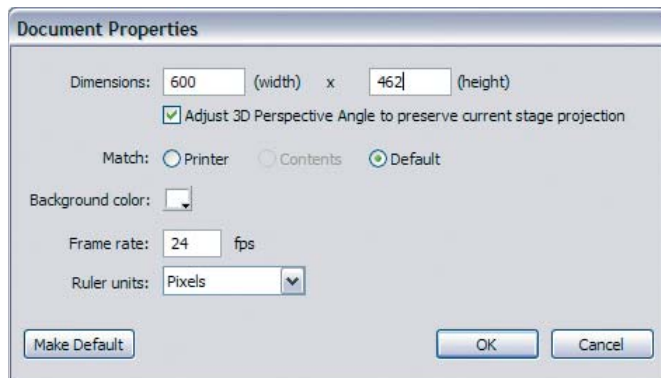 Document Properties
Dimensions: 600 (width) x 462 (height)
Adjust 3D Perspective Angle to preserve current stage projection
Match: Printer Contents Default
Background color:
Frame rate: 24 fps
Ruler units: Pixels
Make Default OK Cancel